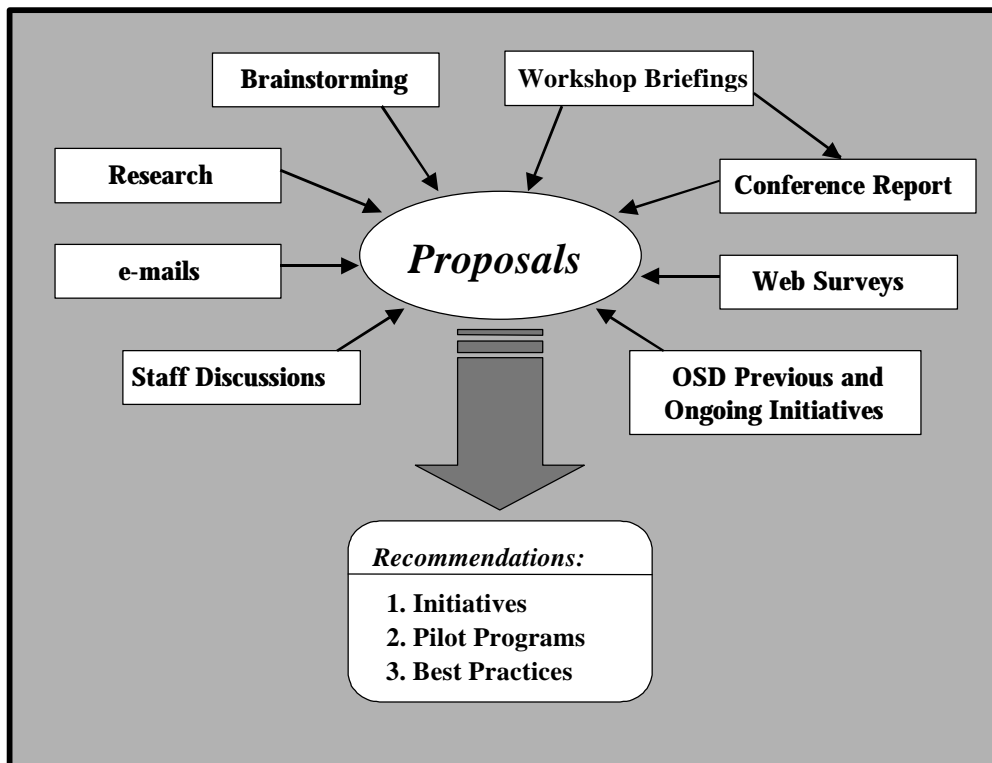 Brainstorming
Workshop Briefings
Research
Conference Report
e-mails
Proposals
Web Surveys
Staff Discussions
OSD Previous and
Ongoing Initiatives
Recommendations:
1. Initiatives
2. Pilot Programs
3. Best Practices